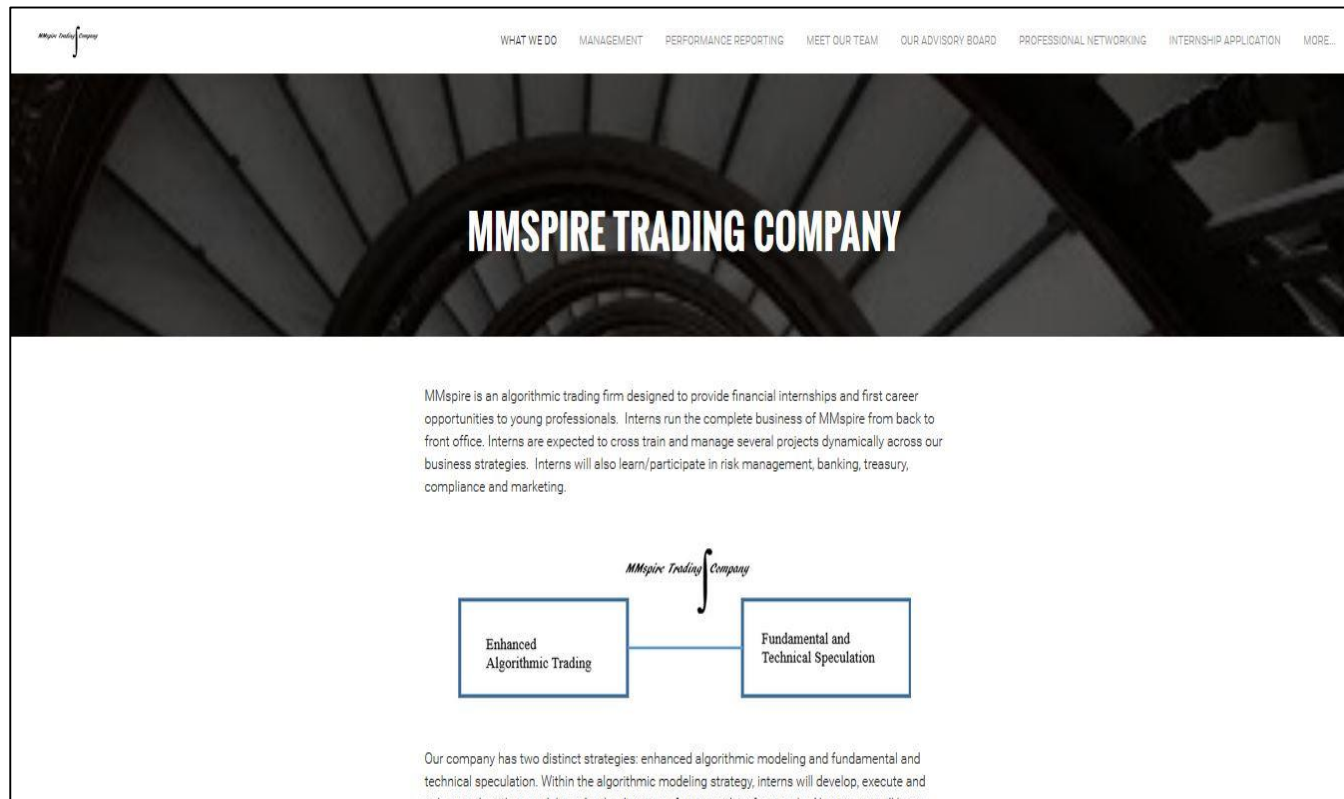 MMspire Trading Company
WHAT WE DO MANAGEMENT PERFORMANCE REPORTING MEET OUR TEAM OUR ADVISORY BOARD PROFESSIONAL NETWORKING INTERNSHIP APPLICATION MORE...
MMSPIRE TRADING COMPANY
MMspire is an algorithmic trading firm designed to provide financial internships and first career
opportunities to young professionals. Interns run the complete business of MMspire from back to
front office. Interns are expected to cross train and manage several projects dynamically across our
business strategies. Interns will also learn/participate in risk management, banking, treasury,
compliance and marketing.
MMspire Trading Company
Enhanced
Algorithmic Trading
Fundamental and
Technical Speculation
Our company has two distinct strategies: enhanced algorithmic modeling and fundamental and
technical speculation. Within the algorithmic modeling strategy, interns will develop, execute and